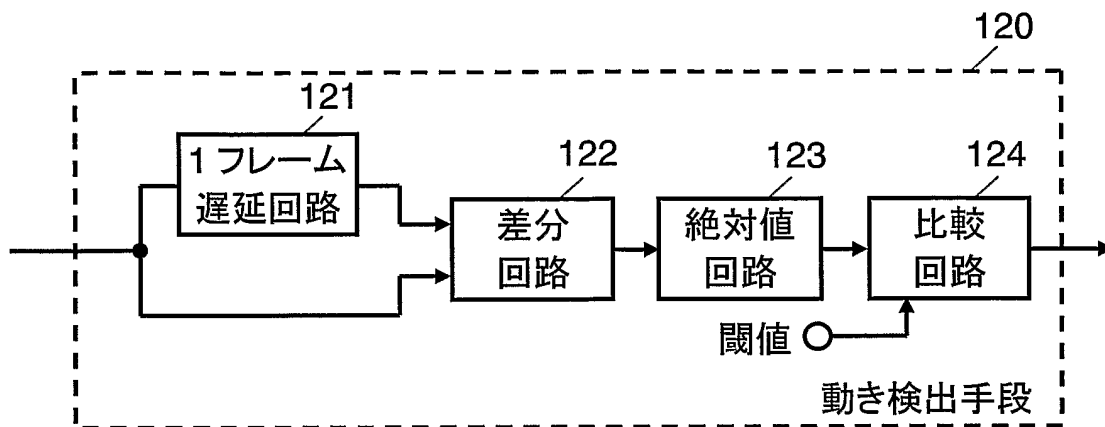 120
121
1フレーム
遅延回路
122
差分
回路
123
絶対値
回路
124
比較
回路
閾値
動き検出手段